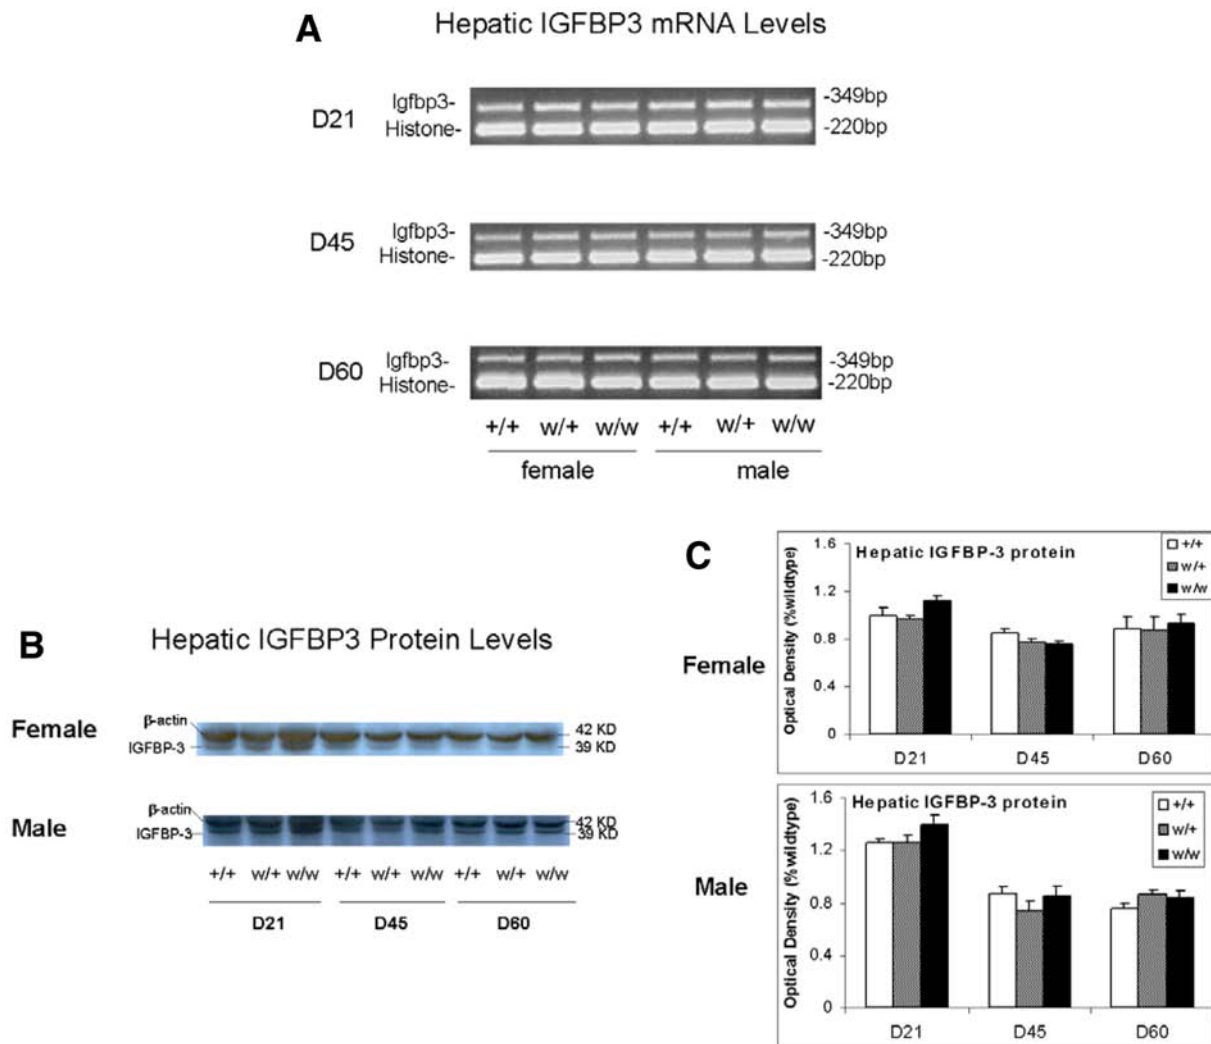 A
Hepatic IGFBP3 mRNA Levels
D21
Igfbp3-
Histone-
-349bp
-220bp
D45
Igfbp3-
Histone-
-349bp
-220bp
D60
Igfbp3-
Histone-
-349bp
-220bp
+/+ w/+ w/w +/+ w/+ w/w
female male
B
Hepatic IGFBP3 Protein Levels
Female
β-actin
IGFBP-3
42 KD
39 KD
Male
β-actin
IGFBP-3
42 KD
39 KD
+/+ w/+ w/w +/+ w/+ w/w +/+ w/+ w/w
D21 D45 D60
C
Female
Hepatic IGFBP-3 protein
+/+
w/+
w/w
Optical Density (%wildtype)
1.6
1.2
0.8
0.4
0
D21 D45 D60
Male
Hepatic IGFBP-3 protein
+/+
w/+
w/w
Optical Density (%wildtype)
1.6
1.2
0.8
0.4
0
D21 D45 D60